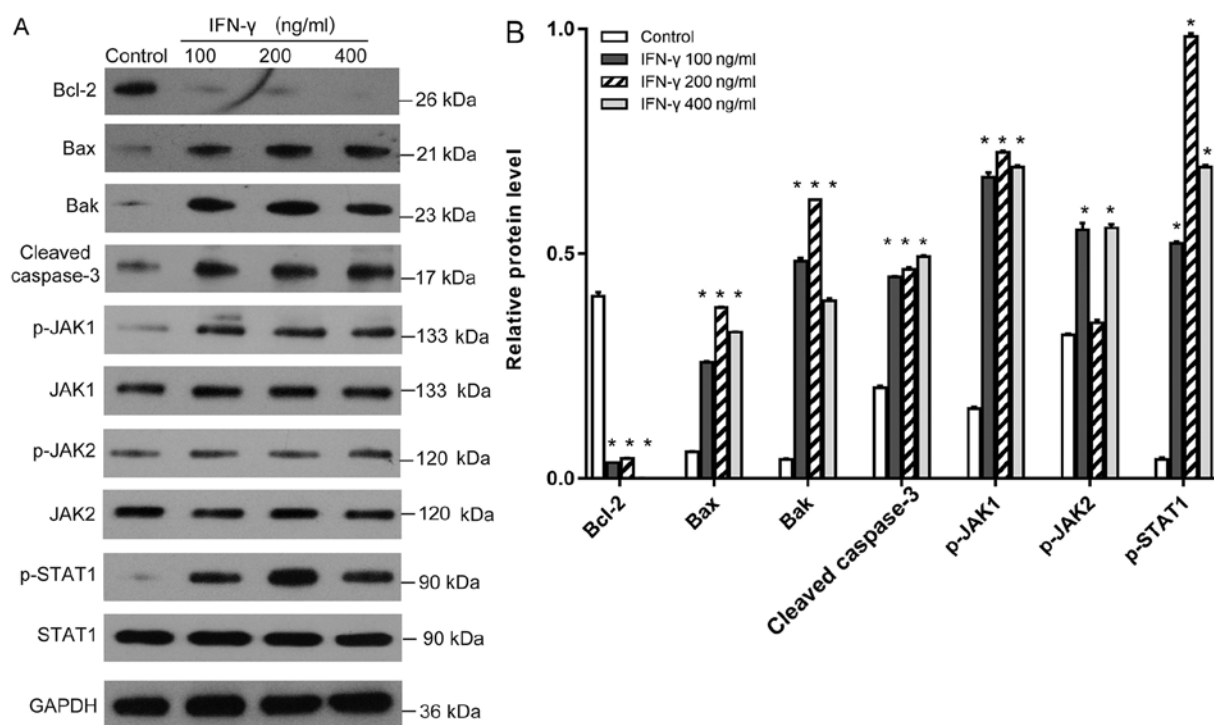 A
IFN-γ (ng/ml)
Control 100 200 400
Bcl-2
26 kDa
Bax
21 kDa
Bak
23 kDa
Cleaved
caspase-3
17 kDa
p-JAK1
133 kDa
JAK1
133 kDa
p-JAK2
120 kDa
JAK2
120 kDa
p-STAT1
90 kDa
STAT1
90 kDa
GAPDH
36 kDa
B
Control
IFN-γ 100 ng/ml
IFN-γ 200 ng/ml
IFN-γ 400 ng/ml
Relative protein level
1.0
0.5
0.0
* * *
* * *
* * *
* * *
* * *
* *
* * *
Bcl-2
Bax
Bak
Cleaved caspase-3
p-JAK1
p-JAK2
p-STAT1